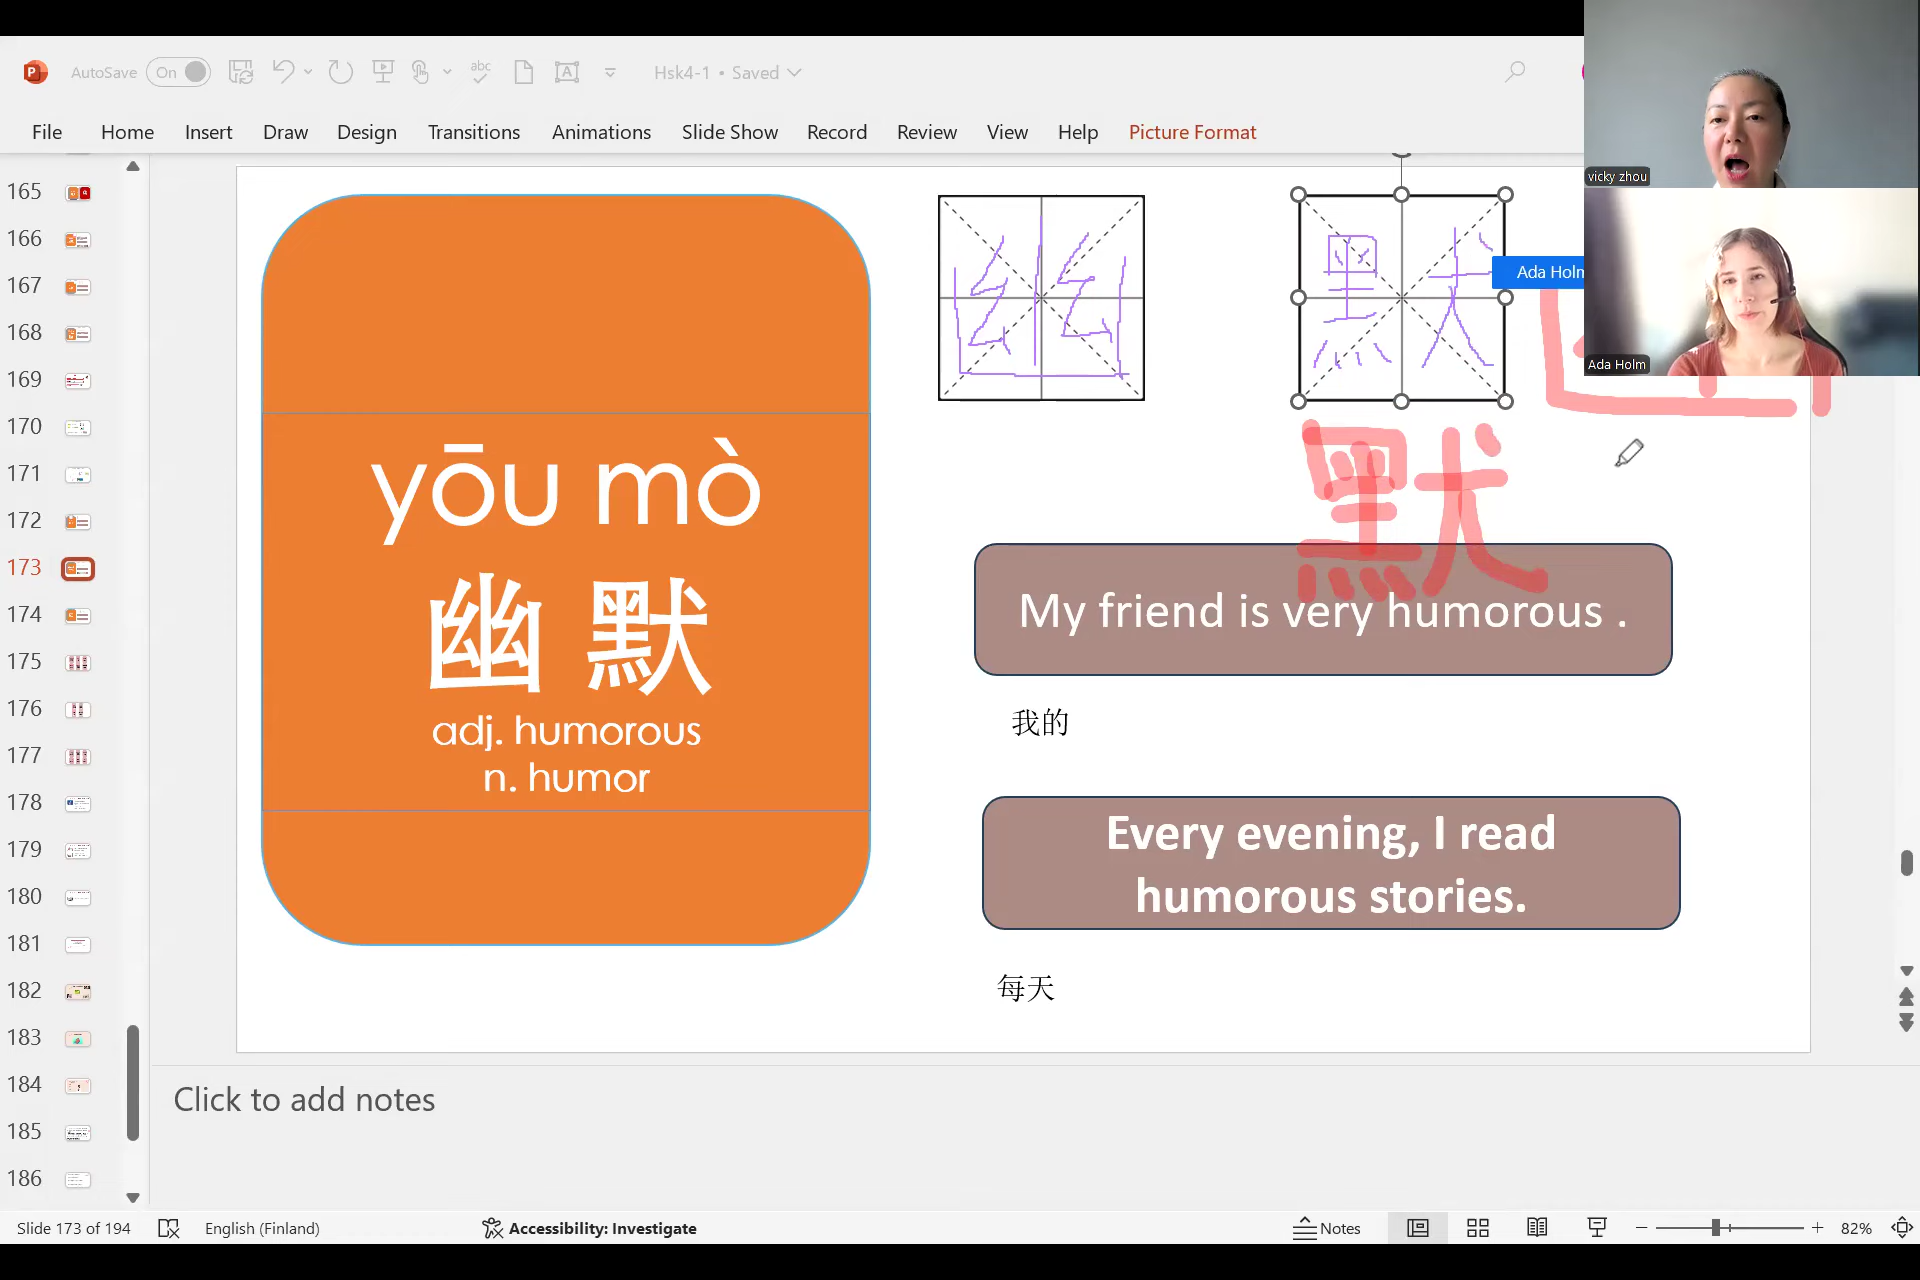 AutoSave On Hsk4-1 • Saved
File Home Insert Draw Design Transitions Animations Slide Show Record Review View Help Picture Format
vicky zhou
Ada Holm
Ada Holm
165
166
167
168
169
170
171
172
173
174
175
176
177
178
179
180
181
182
183
184
185
186
yōu mò
幽默
adj. humorous
n. humor
幽 默
默
My friend is very humorous .
我的
Every evening, I read
humorous stories.
每天
Click to add notes
Slide 173 of 194 English (Finland) Accessibility: Investigate Notes 82%